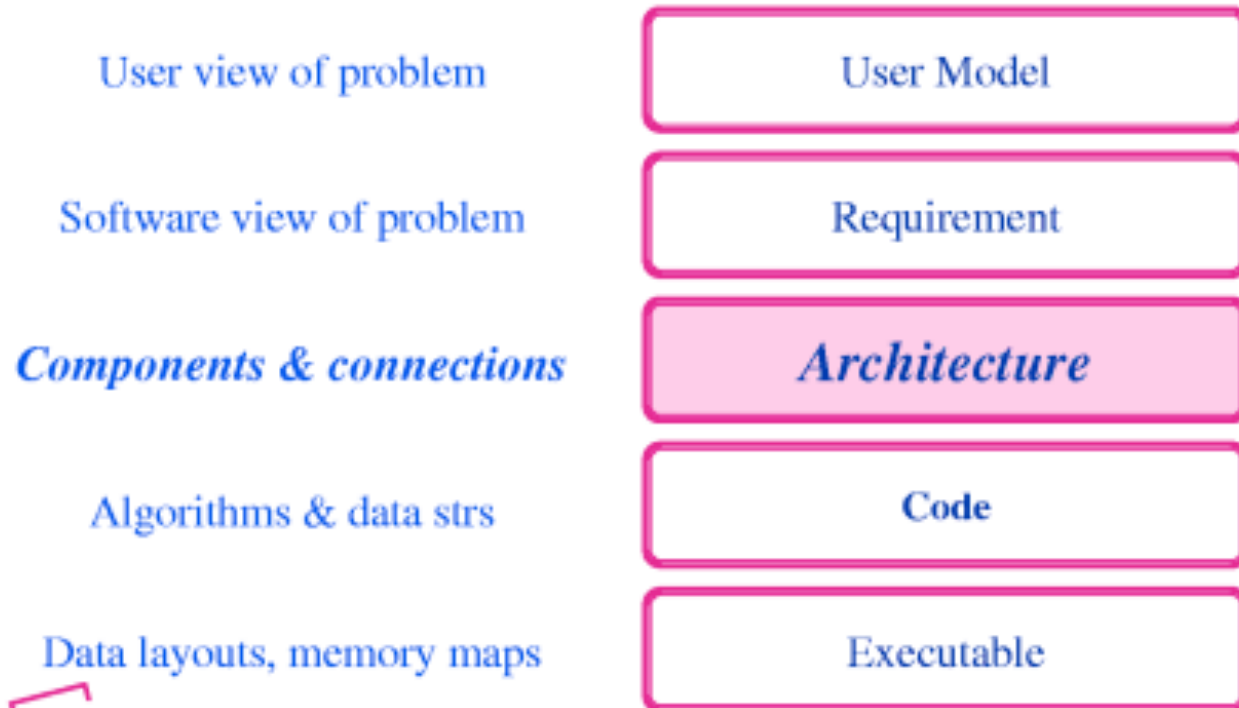 User view of problem
User Model
Software view of problem
Requirement
Components & connections
Architecture
Algorithms & data strs
Code
Data layouts, memory maps
Executable